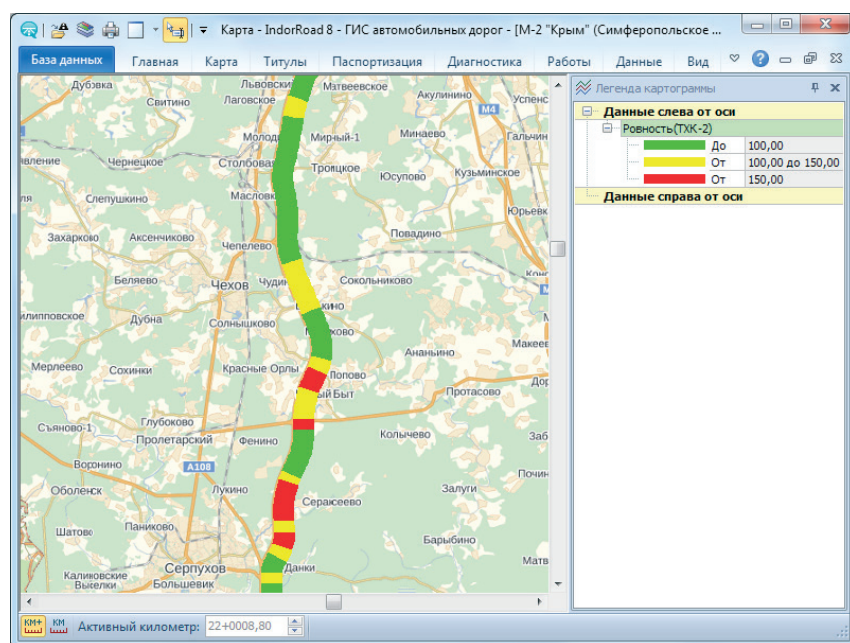 Карта - IndorRoad 8 - ГИС автомобильных дорог - [М-2 "Крым" (Симферопольское ...
База данных Главная Карта Титулы Паспортизация Диагностика Работы Данные Вид
Легенда картограммы
Данные слева от оси
Ровность(ТХК-2)
До 100,00
От 100,00 до 150,00
От 150,00
Данные справа от оси
Дубровка
Львовский
Матвеевское
Свитино
Лаговское
Акулинино
Успенс
М4
Молоди
Мирный-1
Минаево
Гальчин
Чернецкое
Столбовая
Троицкое
Юсупово
Кузьминское
Слепушкино
Масловка
Юрьевк
Захарково
Аксенчиково
Чепелево
Повадино
Беляево
Чехов
Сокольниково
илипповское
Дубна
Солнышково
Макеев
Ананьино
Мерлеево
Сохинки
Красные Орлы
Попово
Протасово
Сьяново-1
Глубоково
Пролетарский
Фенино
Колычево
Заб
Воронино
А108
Почин
Оболенск
Лукино
Залуги
Шатово
Паниково
Барыбино
Серпухов
Данки
Матв
Калиновские
Выселки
Большевик
КМ+ КМ Активный километр: 22+0008,80